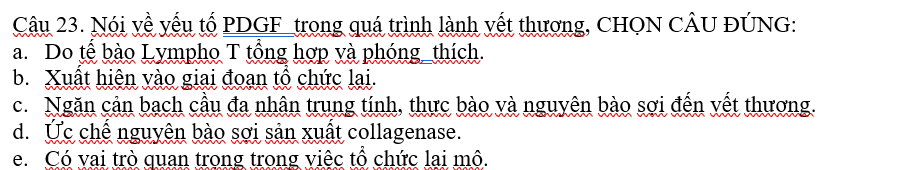 Câu 23. Nói về yếu tố PDGF trong quá trình lành vết thương, CHỌN CÂU ĐÚNG:
a. Do tế bào Lympho T tổng hợp và phóng thích.
b. Xuất hiện vào giai đoạn tổ chức lại.
c. Ngăn cản bạch cầu đa nhân trung tính, thực bào và nguyên bào sợi đến vết thương.
d. Ức chế nguyên bào sợi sản xuất collagenase.
e. Có vai trò quan trọng trong việc tổ chức lại mô.